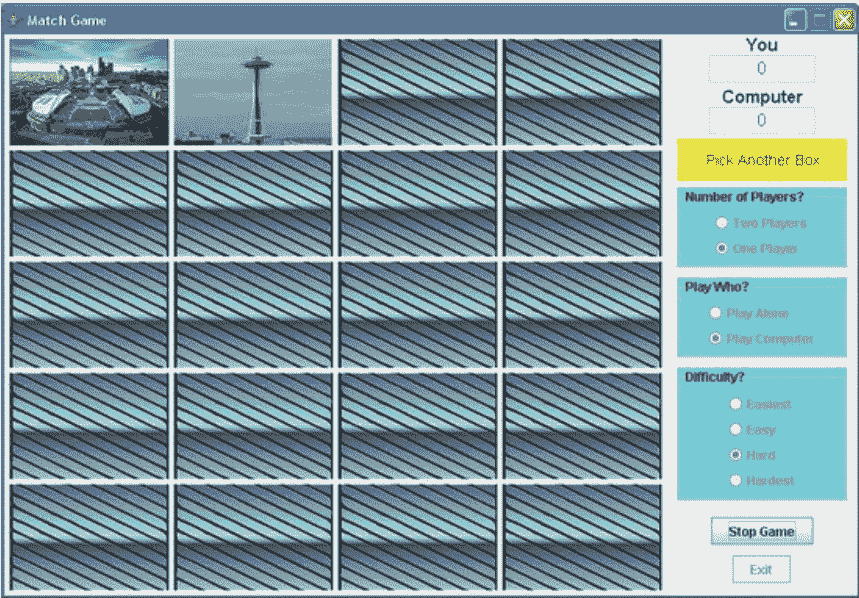 Match Game
You
0
Computer
0
Pick Another Box
Number of Players?
Two Players
One Player
Play Who?
Play Alone
Play Computer
Difficulty?
Easiest
Easy
Hard
Hardest
Stop Game
Exit